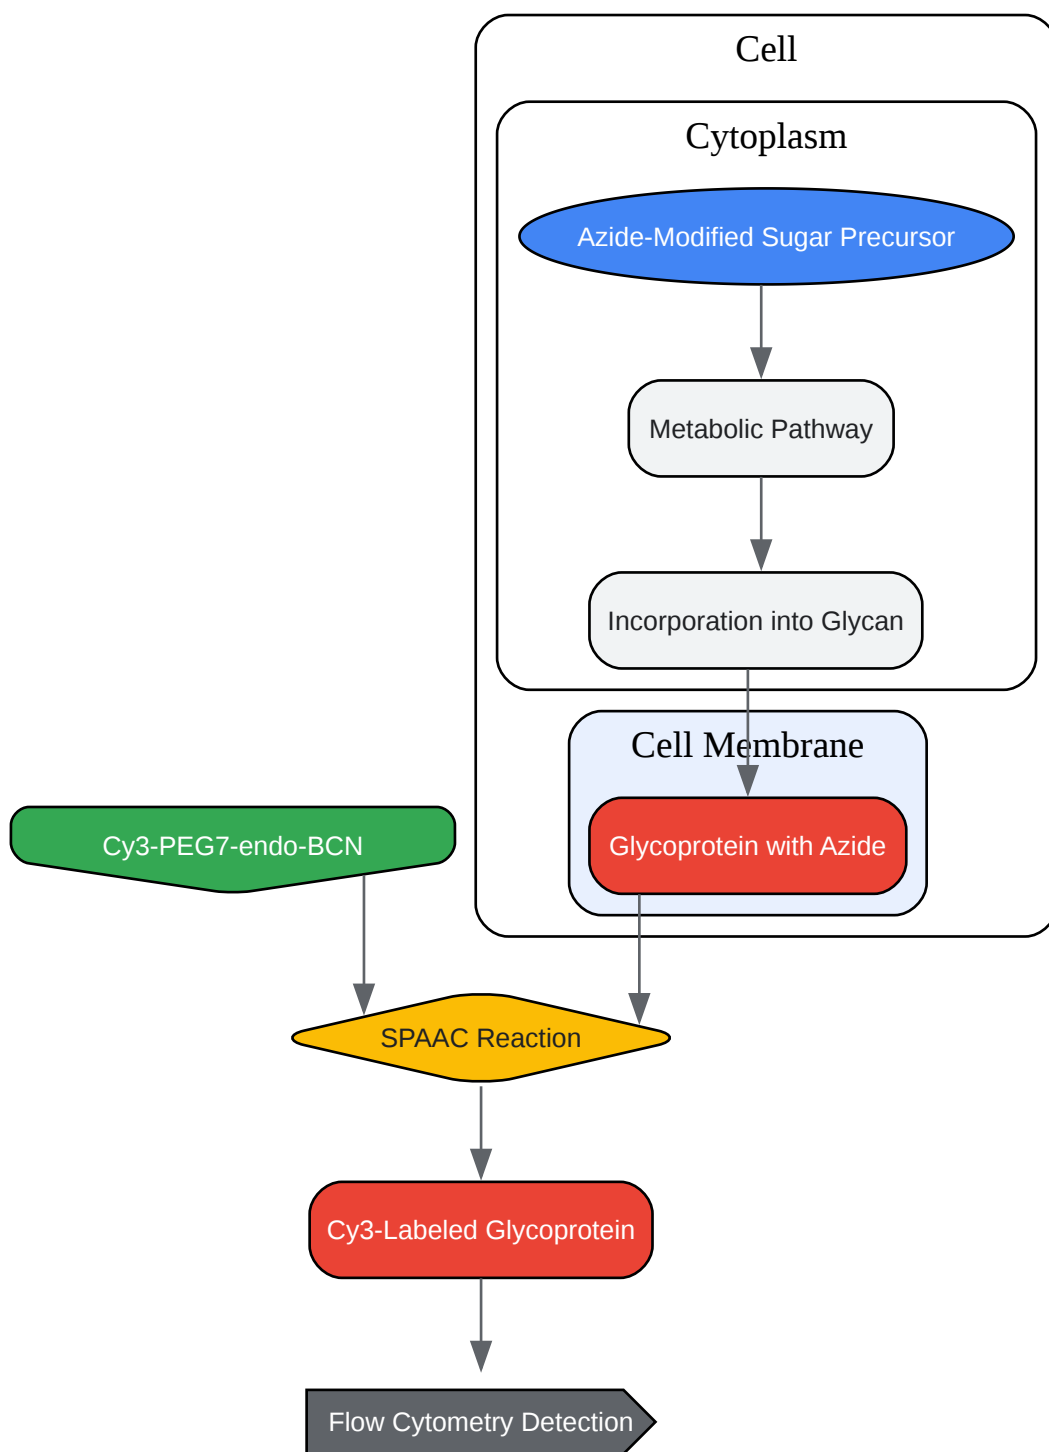 Cell
Cytoplasm
Azide-Modified Sugar Precursor
Metabolic Pathway
Incorporation into Glycan
Cell Membrane
Cy3-PEG7-endo-BCN
Glycoprotein with Azide
SPAAC Reaction
Cy3-Labeled Glycoprotein
Flow Cytometry Detection